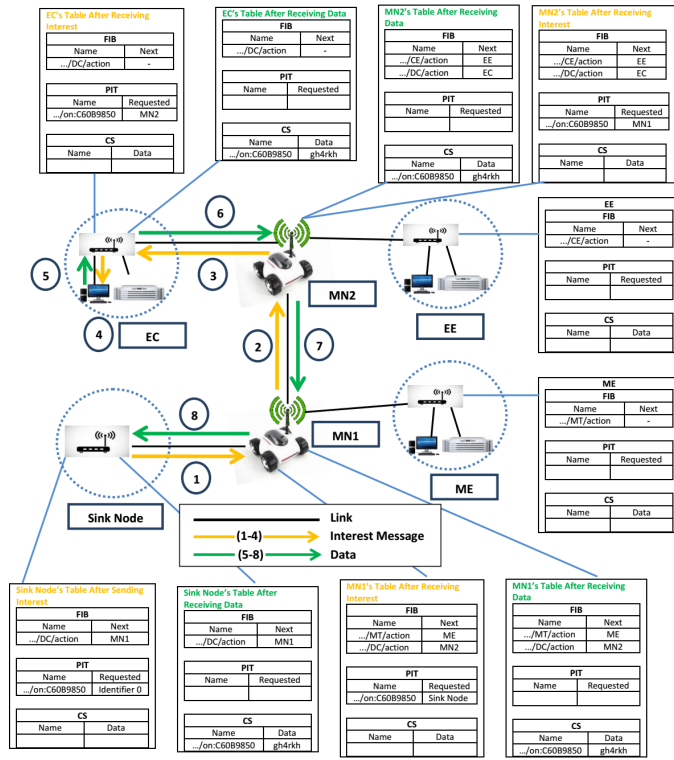 EC's Table After Receiving
Interest
FIB
Name Next
.../DC/action -
PIT
Name Requested
.../on:C60B9850 MN2
CS
Name Data
EC's Table After Receiving Data
FIB
Name Next
.../DC/action -
PIT
Name Requested
CS
Name Data
.../on:C60B9850 gh4rkh
MN2's Table After Receiving
Data
FIB
Name Next
.../CE/action EE
.../DC/action EC
PIT
Name Requested
CS
Name Data
.../on:C60B9850 gh4rkh
MN2's Table After Receiving
Interest
FIB
Name Next
.../CE/action EE
.../DC/action EC
PIT
Name Requested
.../on:C60B9850 MN1
CS
Name Data
6
3
5
4
EC
MN2
EE
2
7
EE
FIB
Name Next
.../CE/action -
PIT
Name Requested
CS
Name Data
8
1
Sink Node
MN1
ME
ME
FIB
Name Next
.../MT/action -
PIT
Name Requested
CS
Name Data
Link
(1-4) Interest Message
(5-8) Data
Sink Node's Table After Sending
Interest
FIB
Name Next
.../DC/action MN1
PIT
Name Requested
.../on:C60B9850 Identifier 0
CS
Name Data
Sink Node's Table After
Receiving Data
FIB
Name Next
.../DC/action MN1
PIT
Name Requested
CS
Name Data
.../on:C60B9850 gh4rkh
MN1's Table After Receiving
Interest
FIB
Name Next
.../MT/action ME
.../DC/action MN2
PIT
Name Requested
.../on:C60B9850 Sink Node
CS
Name Data
MN1's Table After Receiving
Data
FIB
Name Next
.../MT/action ME
.../DC/action MN2
PIT
Name Requested
CS
Name Data
.../on:C60B9850 gh4rkh